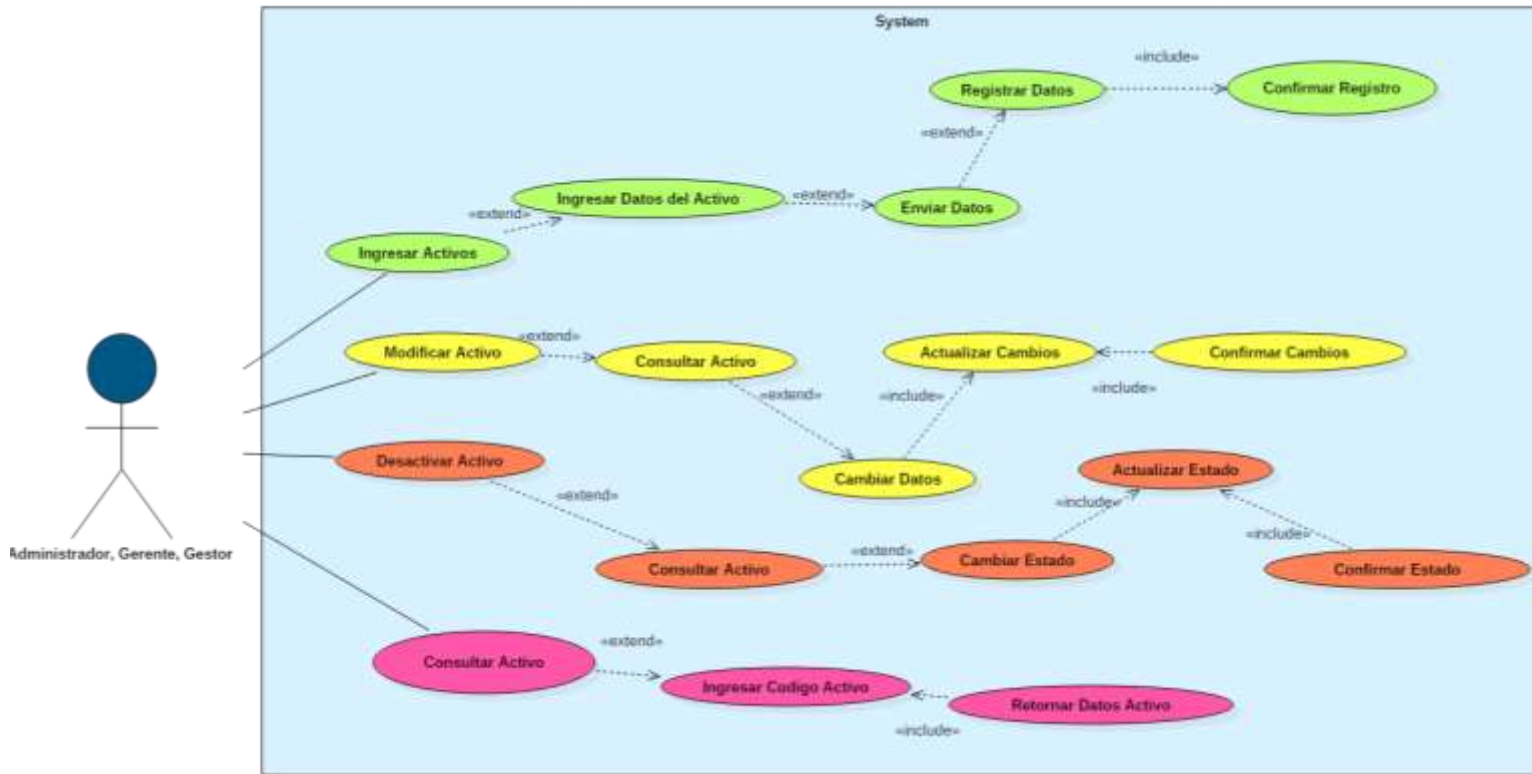 System
«include»
Registrar Datos
Confirmar Registro
«extend»
Ingresar Datos del Activo
«extend»
Enviar Datos
«extend»
Ingresar Activos
Modificar Activo
«extend»
Consultar Activo
Actualizar Cambios
Confirmar Cambios
«extend»
«include»
«include»
Desactivar Activo
Cambiar Datos
Actualizar Estado
«extend»
«include»
«include»
Administrador, Gerente, Gestor
Consultar Activo
«extend»
Cambiar Estado
Confirmar Estado
Consultar Activo
«extend»
Ingresar Codigo Activo
Retornar Datos Activo
«include»